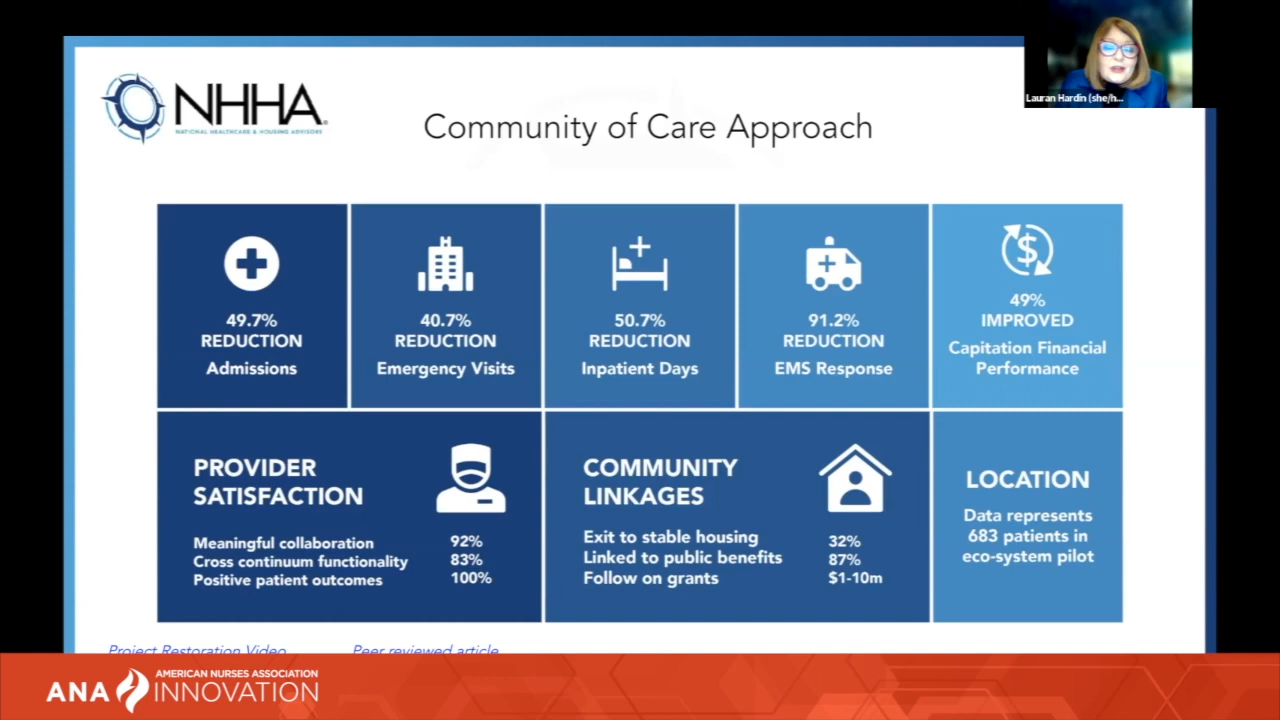 Lauran Hardin (she/h...
NHHA
NATIONAL HEALTHCARE & HOUSING ADVISORS
Community of Care Approach
49.7%
REDUCTION
Admissions
40.7%
REDUCTION
Emergency Visits
50.7%
REDUCTION
Inpatient Days
91.2%
REDUCTION
EMS Response
49%
IMPROVED
Capitation Financial
Performance
PROVIDER
SATISFACTION
Meaningful collaboration 92%
Cross continuum functionality 83%
Positive patient outcomes 100%
COMMUNITY
LINKAGES
Exit to stable housing 32%
Linked to public benefits 87%
Follow on grants $1-10m
LOCATION
Data represents
683 patients in
eco-system pilot
Project Restoration Video
Peer reviewed article
ANA
AMERICAN NURSES ASSOCIATION
INNOVATION